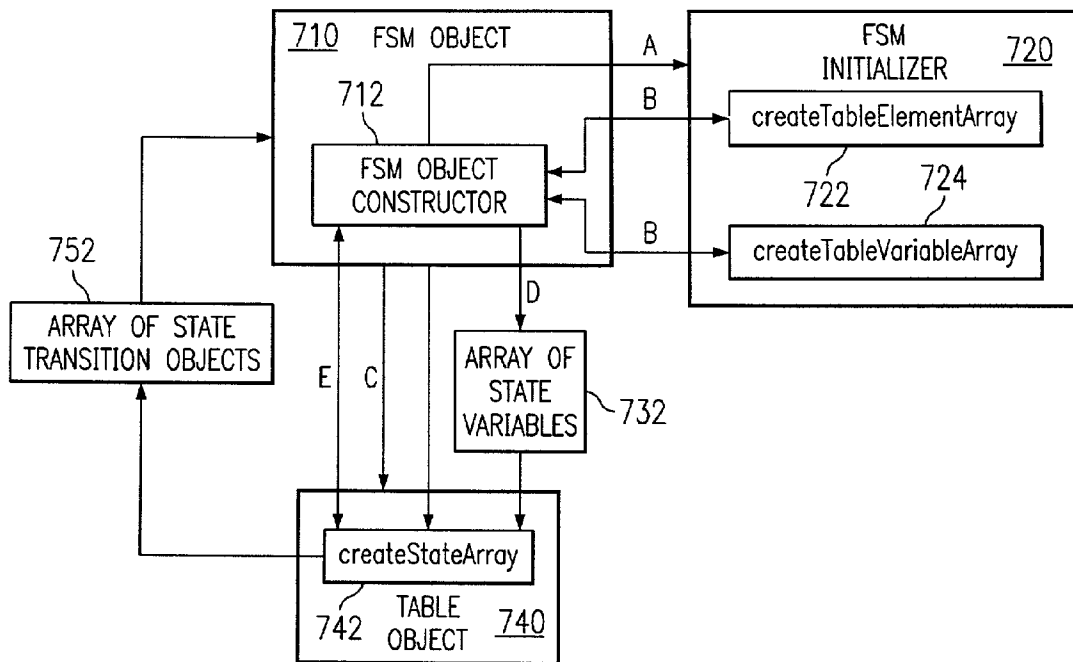 710 FSM OBJECT
A
FSM
INITIALIZER
720
712
B
createTableElementArray
FSM OBJECT
CONSTRUCTOR
722
724
B
createTableVariableArray
752
D
ARRAY OF STATE
TRANSITION OBJECTS
E
C
ARRAY OF
STATE
VARIABLES
732
createStateArray
742
TABLE
OBJECT
740